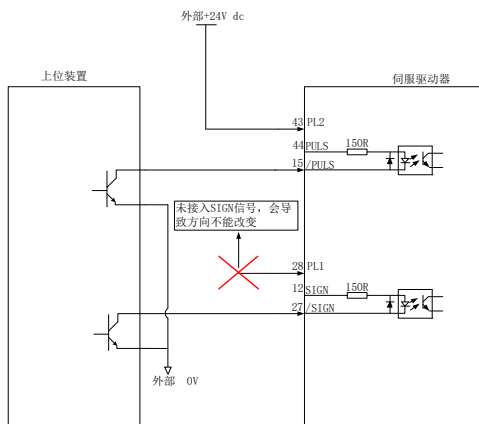 外部+24V dc
上位装置
伺服驱动器
43 PL2
44 PULS
150R
15 /PULS
未接入SIGN信号，会导
致方向不能改变
28 PL1
12 SIGN
150R
27 /SIGN
外部 0V